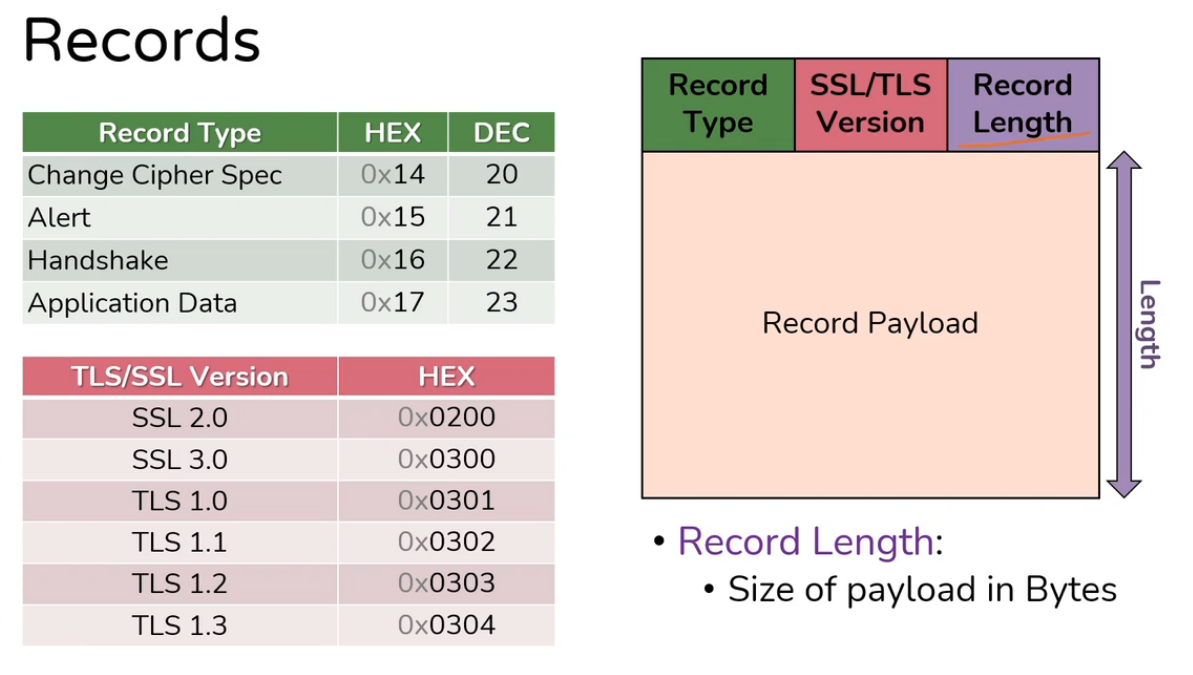 Records
Record Type HEX DEC
Change Cipher Spec 0x14 20
Alert 0x15 21
Handshake 0x16 22
Application Data 0x17 23
TLS/SSL Version HEX
SSL 2.0 0x0200
SSL 3.0 0x0300
TLS 1.0 0x0301
TLS 1.1 0x0302
TLS 1.2 0x0303
TLS 1.3 0x0304
Record Type
SSL/TLS Version
Record Length
Record Payload
Length
• Record Length:
• Size of payload in Bytes